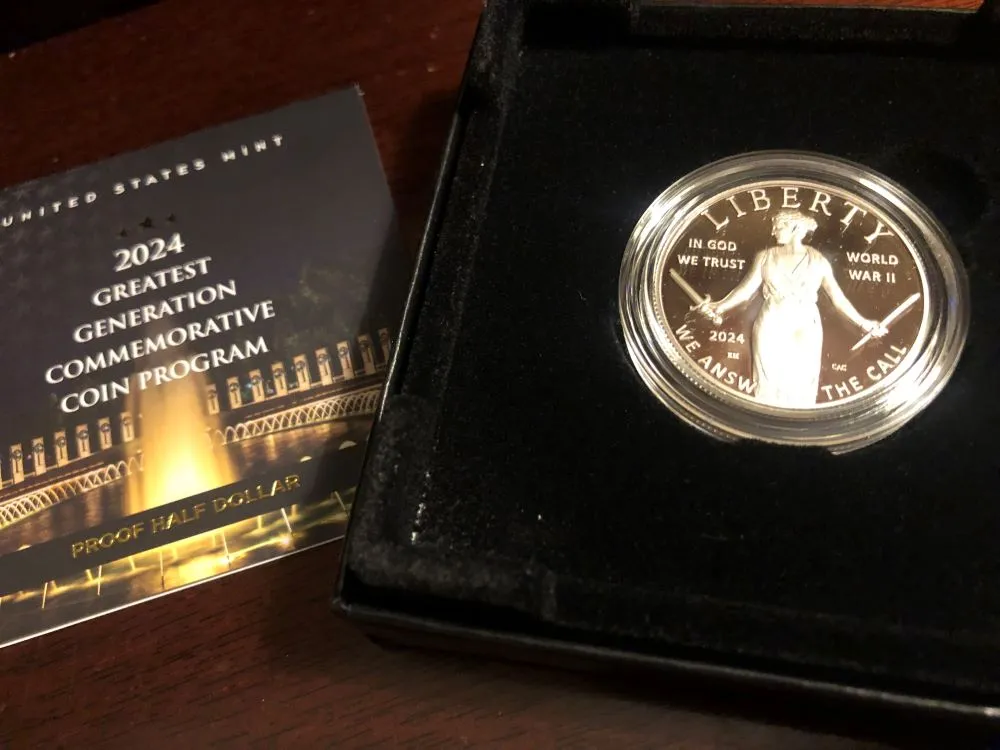 UNITED STATES MINT
2024
GREATEST
GENERATION
COMMEMORATIVE
COIN PROGRAM
PROOF HALF DOLLAR
LIBERTY
IN GOD
WE TRUST
WORLD
WAR II
2024
CAC
WE ANSW THE CALL